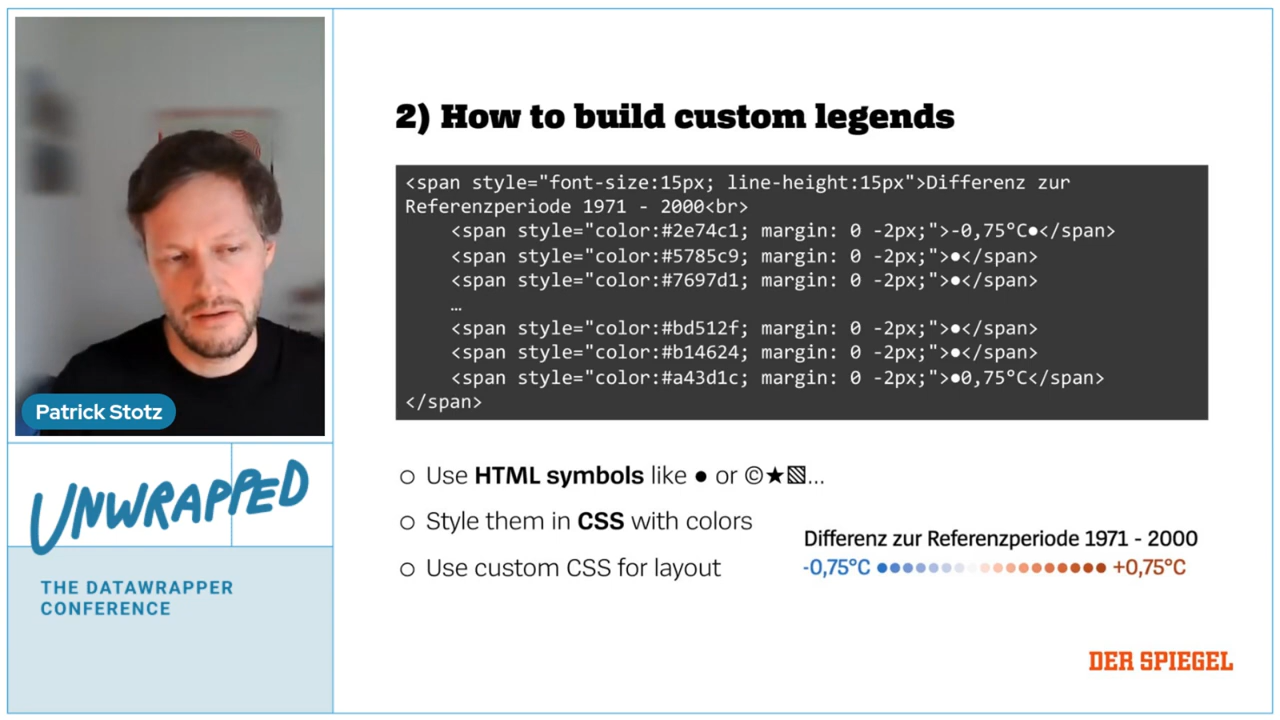 2) How to build custom legends
<span style="font-size:15px; line-height:15px">Differenz zur
Referenzperiode 1971 - 2000<br>
<span style="color:#2e74c1; margin: 0 -2px;">-0,75°C●</span>
<span style="color:#5785c9; margin: 0 -2px;">●</span>
<span style="color:#7697d1; margin: 0 -2px;">●</span>
…
<span style="color:#bd512f; margin: 0 -2px;">●</span>
<span style="color:#b14624; margin: 0 -2px;">●</span>
<span style="color:#a43d1c; margin: 0 -2px;">●0,75°C</span>
</span>
○ Use HTML symbols like ● or ©★▧...
○ Style them in CSS with colors
○ Use custom CSS for layout
Differenz zur Referenzperiode 1971 - 2000
-0,75°C ●●●●●●●●●●●●●●●●●● +0,75°C
DER SPIEGEL
Patrick Stotz
UNWRAPPED
THE DATAWRAPPER
CONFERENCE